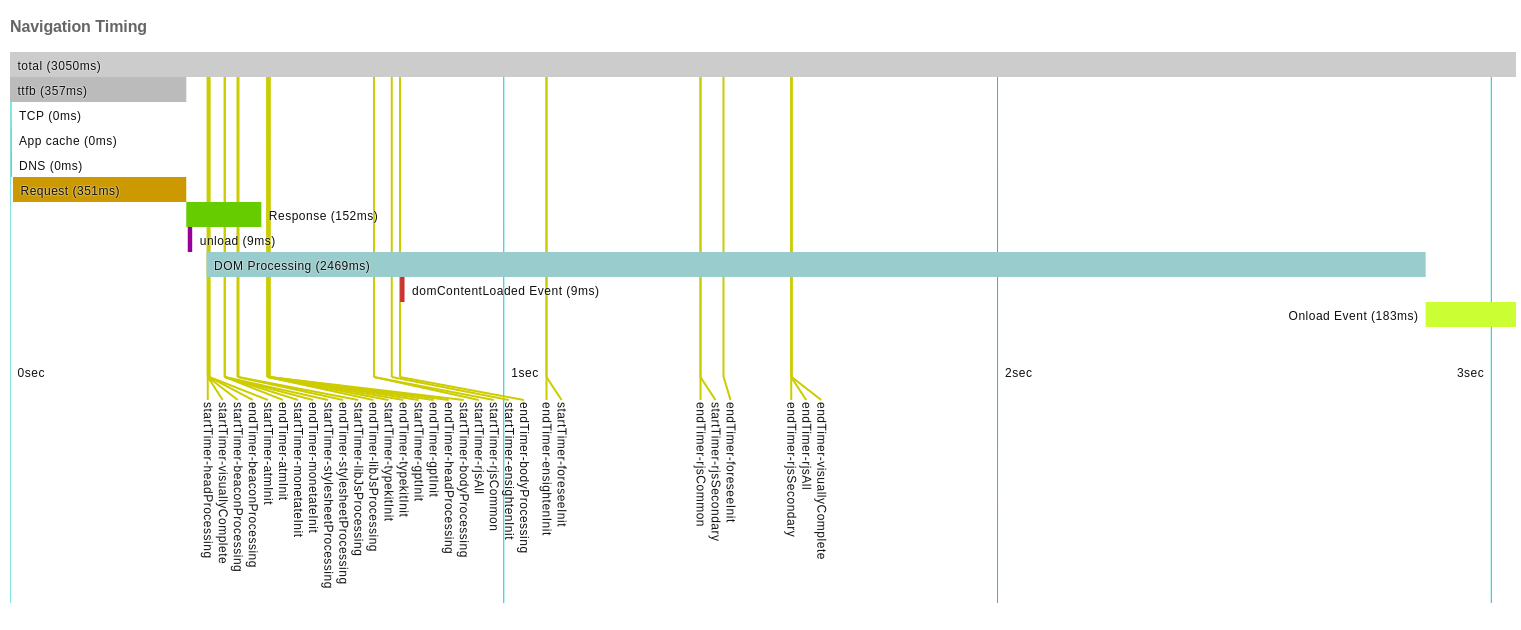 Navigation Timing
total (3050ms)
ttfb (357ms)
TCP (0ms)
App cache (0ms)
DNS (0ms)
Request (351ms)
Response (152ms)
unload (9ms)
DOM Processing (2469ms)
domContentLoaded Event (9ms)
Onload Event (183ms)
0sec
1sec
2sec
3sec
startTimer-headProcessing
startTimer-visuallyComplete
startTimer-beaconProcessing
endTimer-beaconProcessing
startTimer-atmInit
endTimer-atmInit
startTimer-monetateInit
endTimer-monetateInit
startTimer-stylesheetProcessing
endTimer-stylesheetProcessing
startTimer-libJsProcessing
endTimer-libJsProcessing
startTimer-typekitInit
endTimer-typekitInit
startTimer-gptInit
endTimer-gptInit
endTimer-headProcessing
startTimer-bodyProcessing
startTimer-rjsAll
startTimer-rjsCommon
startTimer-ensightenInit
endTimer-bodyProcessing
endTimer-ensightenInit
startTimer-foreseeInit
endTimer-rjsCommon
startTimer-rjsSecondary
endTimer-foreseeInit
endTimer-rjsSecondary
endTimer-rjsAll
endTimer-visuallyComplete